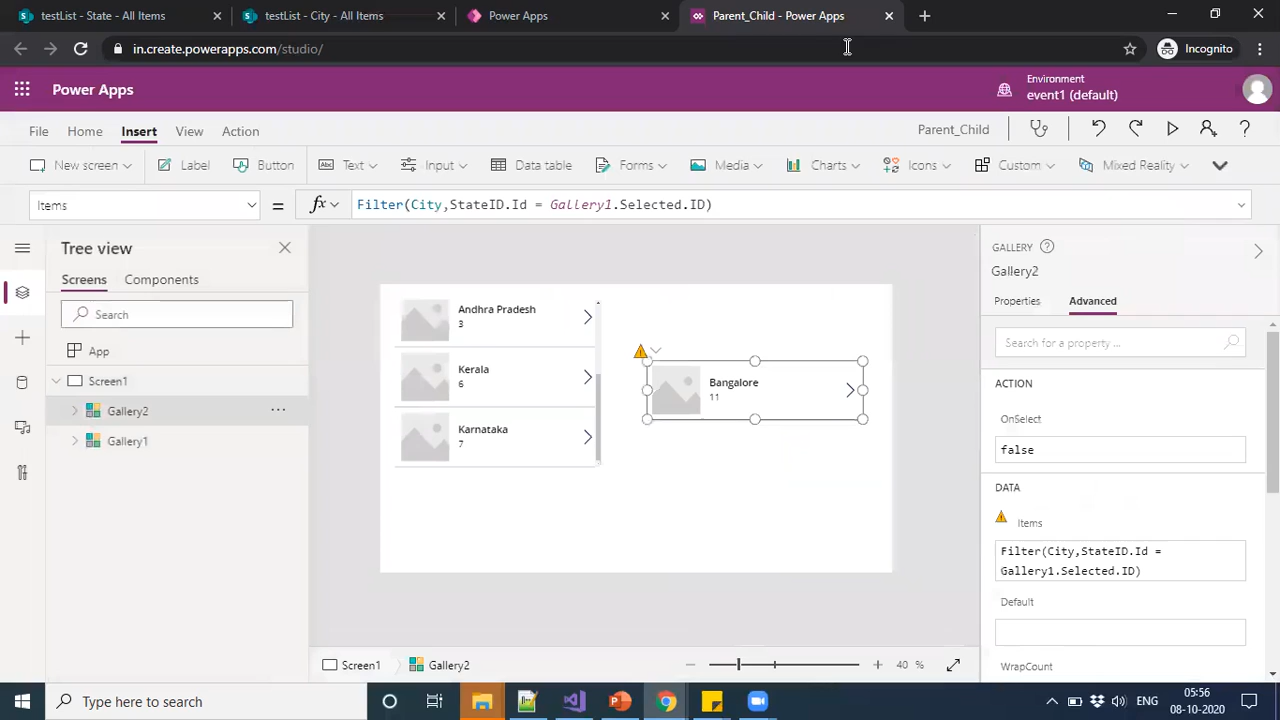 testList - State - All Items
testList - City - All Items
Power Apps
Parent_Child - Power Apps
in.create.powerapps.com/studio/
Incognito
Power Apps
Environment
event1 (default)
File Home Insert View Action
Parent_Child
New screen
Label
Button
Abc Text
Input
Data table
Forms
Media
Charts
Icons
Custom
Mixed Reality
Items
=
fx
Filter(City,StateID.Id = Gallery1.Selected.ID)
Tree view
Screens
Components
Search
App
Screen1
Gallery2
Gallery1
Andhra Pradesh
3
Kerala
6
Karnataka
7
Bangalore
11
GALLERY
Gallery2
Properties
Advanced
Search for a property ...
ACTION
OnSelect
false
DATA
Items
Filter(City,StateID.Id =
Gallery1.Selected.ID)
Default
WrapCount
Screen1
Gallery2
40 %
Type here to search
ENG
05:56
08-10-2020